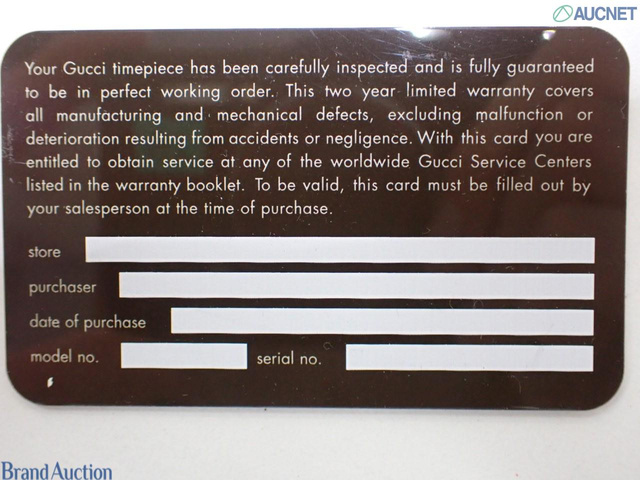 AUCNET
Your Gucci timepiece has been carefully inspected and is fully guaranteed
to be in perfect working order. This two year limited warranty covers
all manufacturing and mechanical defects, excluding malfunction or
deterioration resulting from accidents or negligence. With this card you are
entitled to obtain service at any of the worldwide Gucci Service Centers
listed in the warranty booklet. To be valid, this card must be filled out by
your salesperson at the time of purchase.
store
purchaser
date of purchase
model no. serial no.
Brand Auction